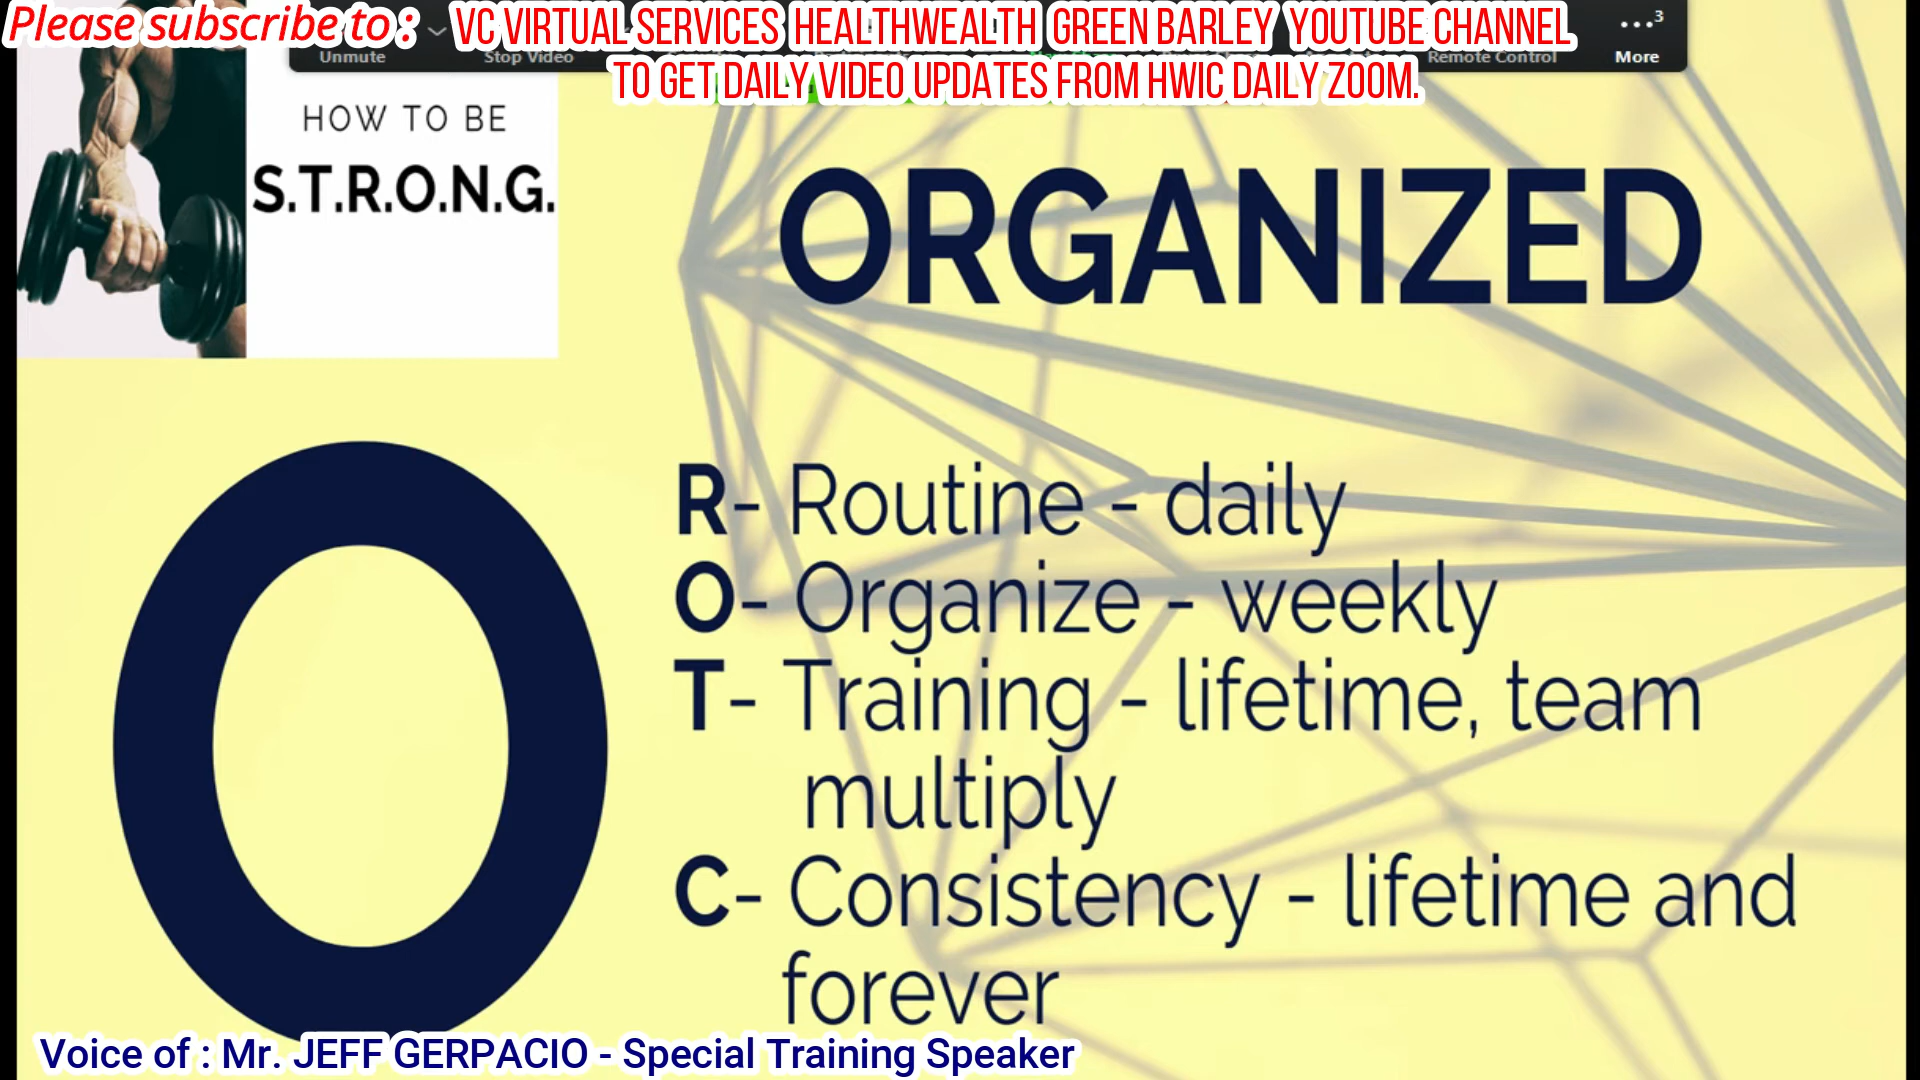 Please subscribe to : VC VIRTUAL SERVICES HEALTHWEALTH GREEN BARLEY YOUTUBE CHANNEL
TO GET DAILY VIDEO UPDATES FROM HWIC DAILY ZOOM.
Unmute Stop Video Remote Control More
3
HOW TO BE
S.T.R.O.N.G.
ORGANIZED
O
R- Routine - daily
O- Organize - weekly
T- Training - lifetime, team
multiply
C- Consistency - lifetime and
forever
Voice of : Mr. JEFF GERPACIO - Special Training Speaker